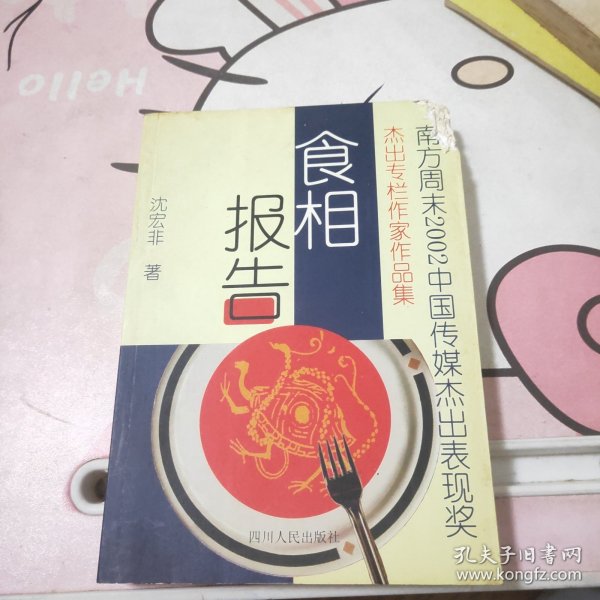 Hello
南方周末2002中国传媒杰出表现奖
杰出专栏作家作品集
食相
报告
沈宏非 著
四川人民出版社
孔夫子旧书网
www.kongfz.com